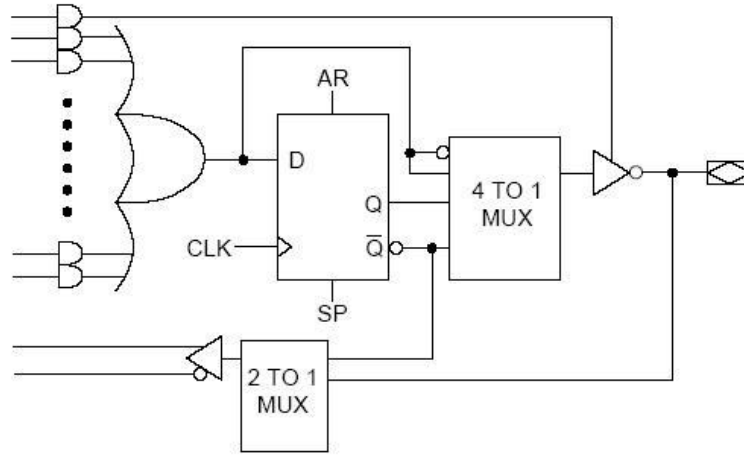 AR
D
Q
CLK
Q̅
SP
4 TO 1
MUX
2 TO 1
MUX